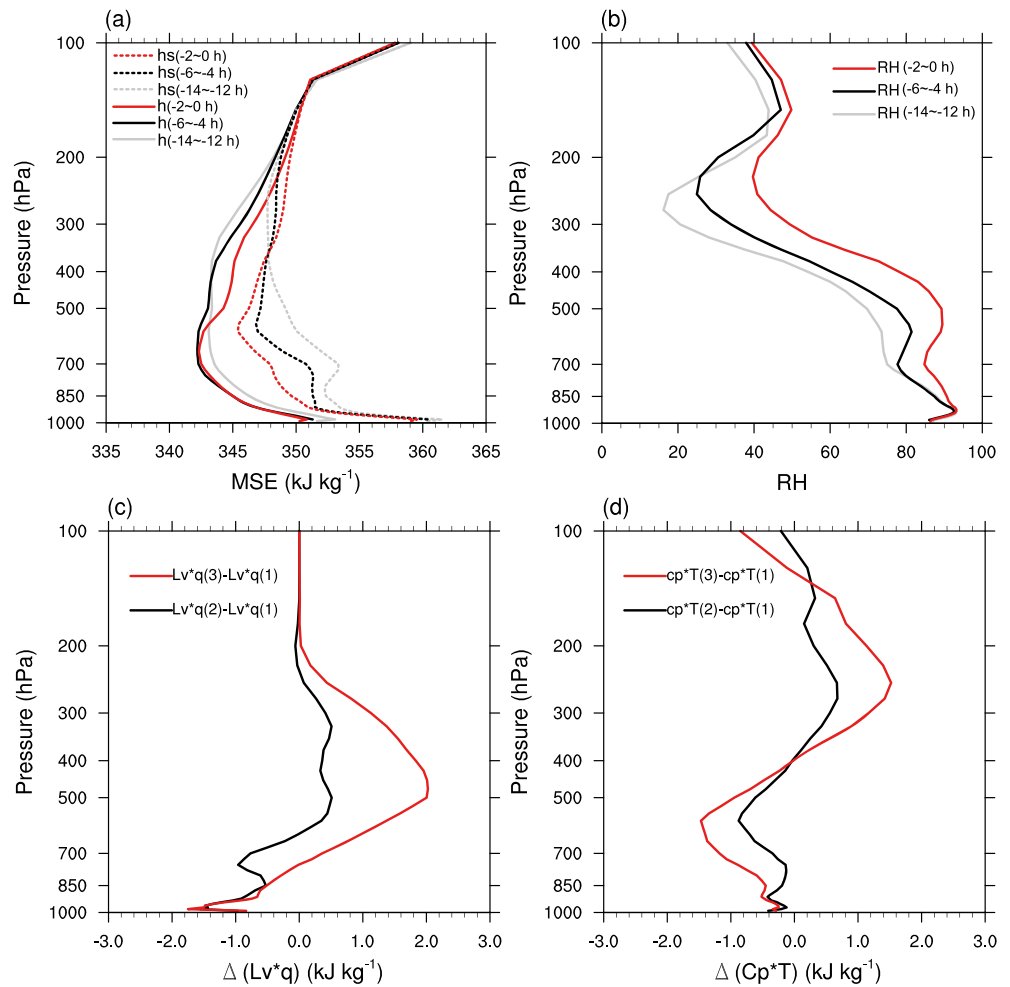 (a)
100
200
300
400
500
700
850
1000
Pressure (hPa)
hs(-2~0 h)
hs(-6~-4 h)
hs(-14~-12 h)
h(-2~0 h)
h(-6~-4 h)
h(-14~-12 h)
335 340 345 350 355 360 365
MSE (kJ kg⁻¹)
(b)
100
200
300
400
500
700
850
1000
Pressure (hPa)
RH (-2~0 h)
RH (-6~-4 h)
RH (-14~-12 h)
0 20 40 60 80 100
RH
(c)
100
200
300
400
500
700
850
1000
Pressure (hPa)
Lv*q(3)-Lv*q(1)
Lv*q(2)-Lv*q(1)
-3.0 -2.0 -1.0 0.0 1.0 2.0 3.0
Δ (Lv*q) (kJ kg⁻¹)
(d)
100
200
300
400
500
700
850
1000
Pressure (hPa)
cp*T(3)-cp*T(1)
cp*T(2)-cp*T(1)
-3.0 -2.0 -1.0 0.0 1.0 2.0 3.0
Δ (Cp*T) (kJ kg⁻¹)